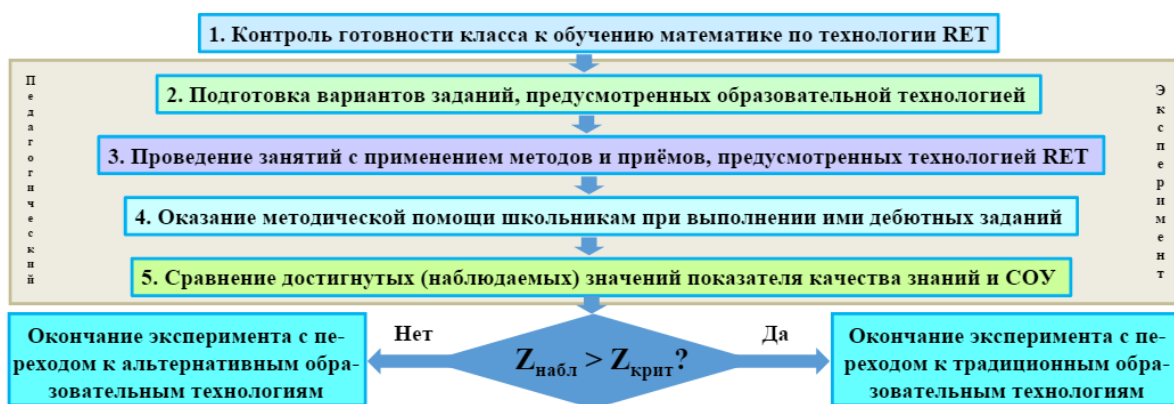 1. Контроль готовности класса к обучению математике по технологии RET
Педагогический
Эксперимент
2. Подготовка вариантов заданий, предусмотренных образовательной технологией
3. Проведение занятий с применением методов и приёмов, предусмотренных технологией RET
4. Оказание методической помощи школьникам при выполнении ими дебютных заданий
5. Сравнение достигнутых (наблюдаемых) значений показателя качества знаний и СОУ
Нет
Да
Окончание эксперимента с пе-
реходом к альтернативным обра-
зовательным технологиям
Zнабл > Zкрит?
Окончание эксперимента с пе-
реходом к традиционным образо-
вательным технологиям